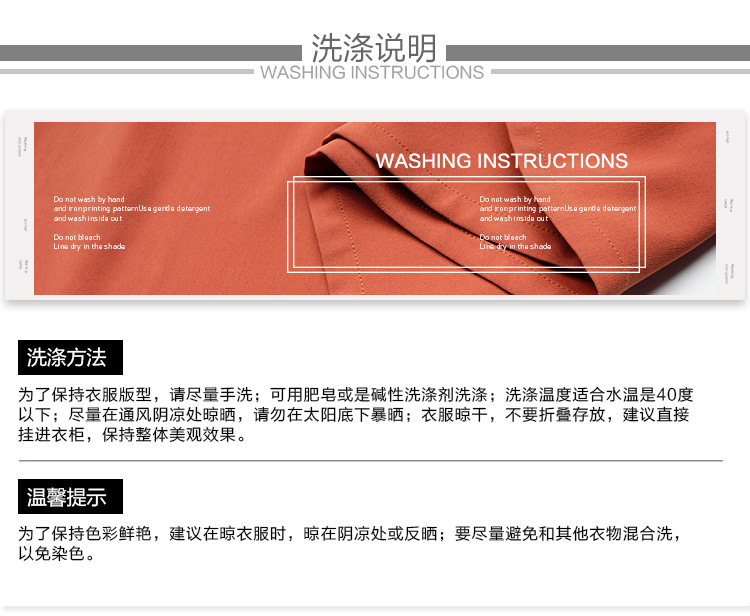 洗涤说明
WASHING INSTRUCTIONS
WASHING INSTRUCTIONS
Do not wash by hand
and ironprinting patternUse gentle detergent
and wash inside out
Do not bleach
Line dry in the shade
Do not wash by hand
and ironprinting patternUse gentle detergent
and wash inside out
Do not bleach
Line dry in the shade
洗涤方法
为了保持衣服版型，请尽量手洗；可用肥皂或是碱性洗涤剂洗涤；洗涤温度适合水温是40度
以下；尽量在通风阴凉处晾晒，请勿在太阳底下暴晒；衣服晾干，不要折叠存放，建议直接
挂进衣柜，保持整体美观效果。
温馨提示
为了保持色彩鲜艳，建议在晾衣服时，晾在阴凉处或反晒；要尽量避免和其他衣物混合洗，
以免染色。